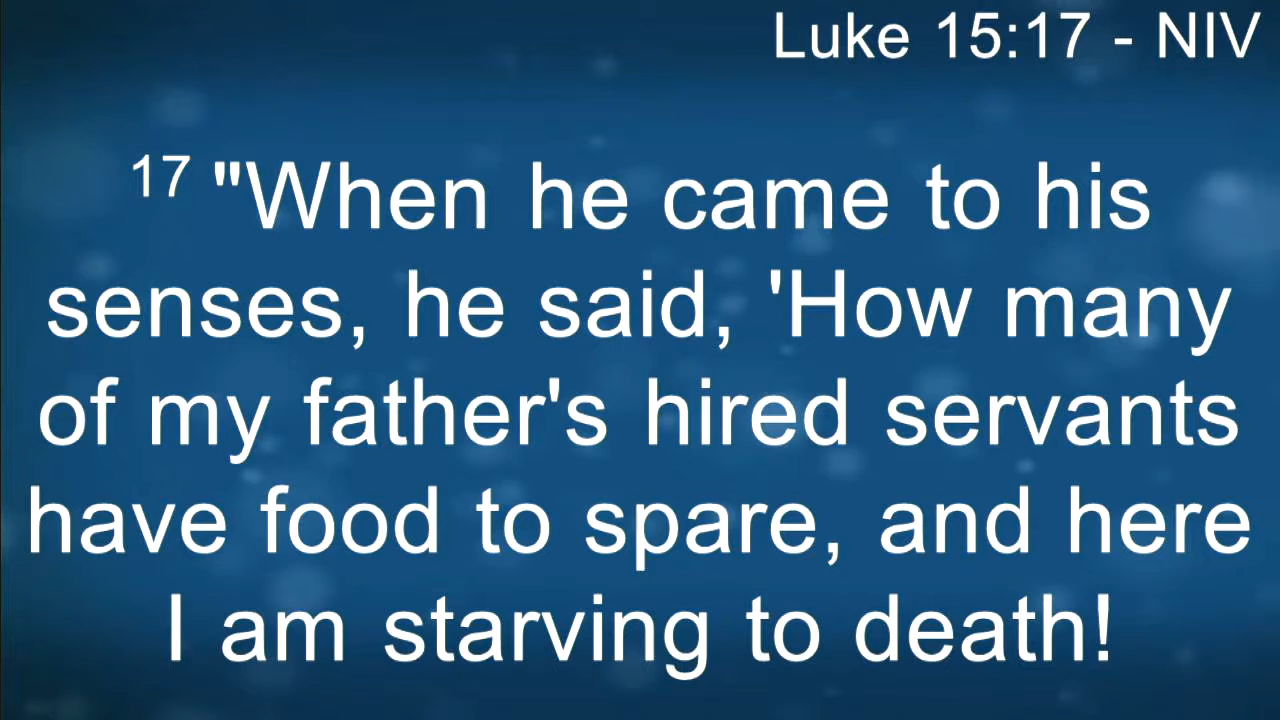 Luke 15:17 - NIV
17 "When he came to his
senses, he said, 'How many
of my father's hired servants
have food to spare, and here
I am starving to death!